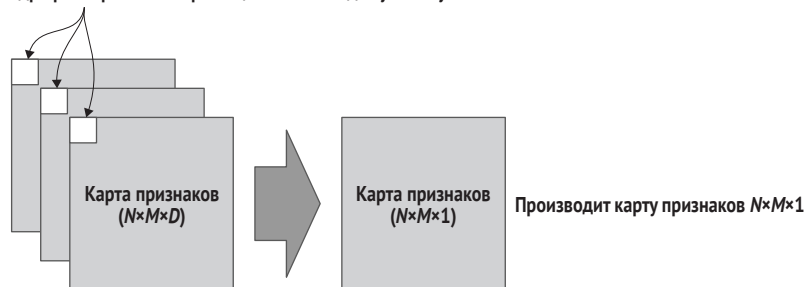 Карта признаков
(N×M×D)
Карта признаков
(N×M×1)
Производит карту признаков N×M×1